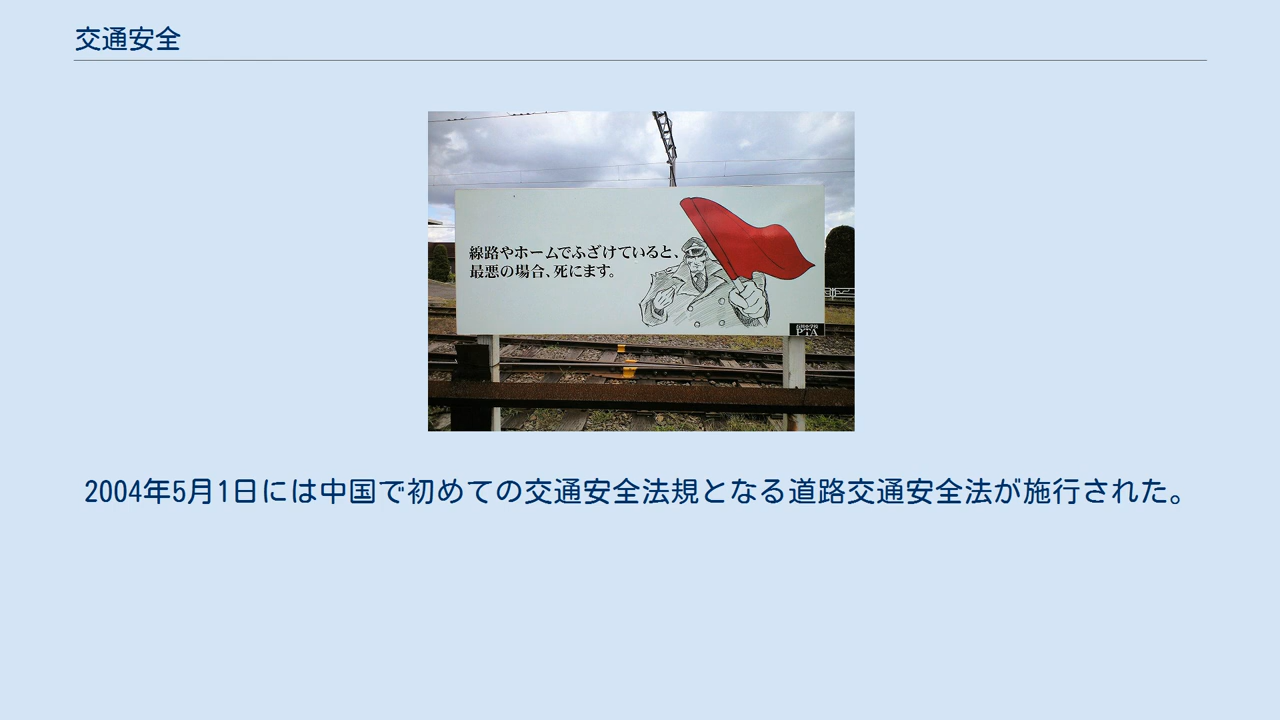 交通安全
線路やホームでふざけていると、
最悪の場合、死にます。
PTA
2004年5月1日には中国で初めての交通安全法規となる道路交通安全法が施行された。